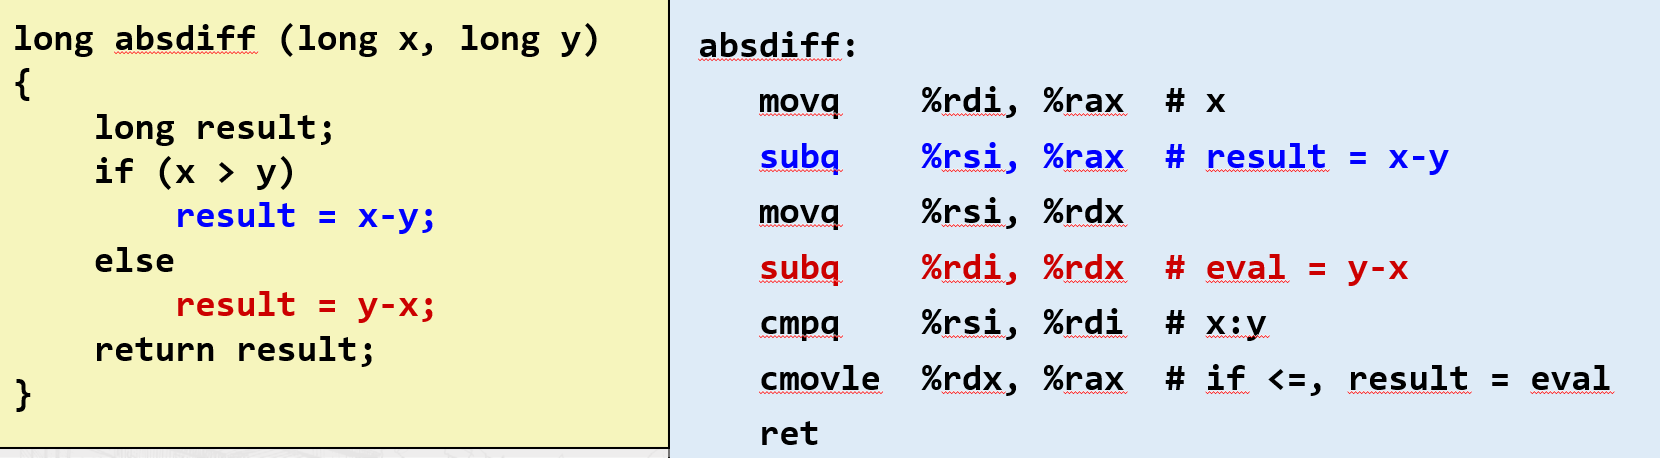 long absdiff (long x, long y)
{
    long result;
    if (x > y)
        result = x-y;
    else
        result = y-x;
    return result;
}
absdiff:
   movq    %rdi, %rax  # x
   subq    %rsi, %rax  # result = x-y
   movq    %rsi, %rdx
   subq    %rdi, %rdx  # eval = y-x
   cmpq    %rsi, %rdi  # x:y
   cmovle  %rdx, %rax  # if <=, result = eval
   ret